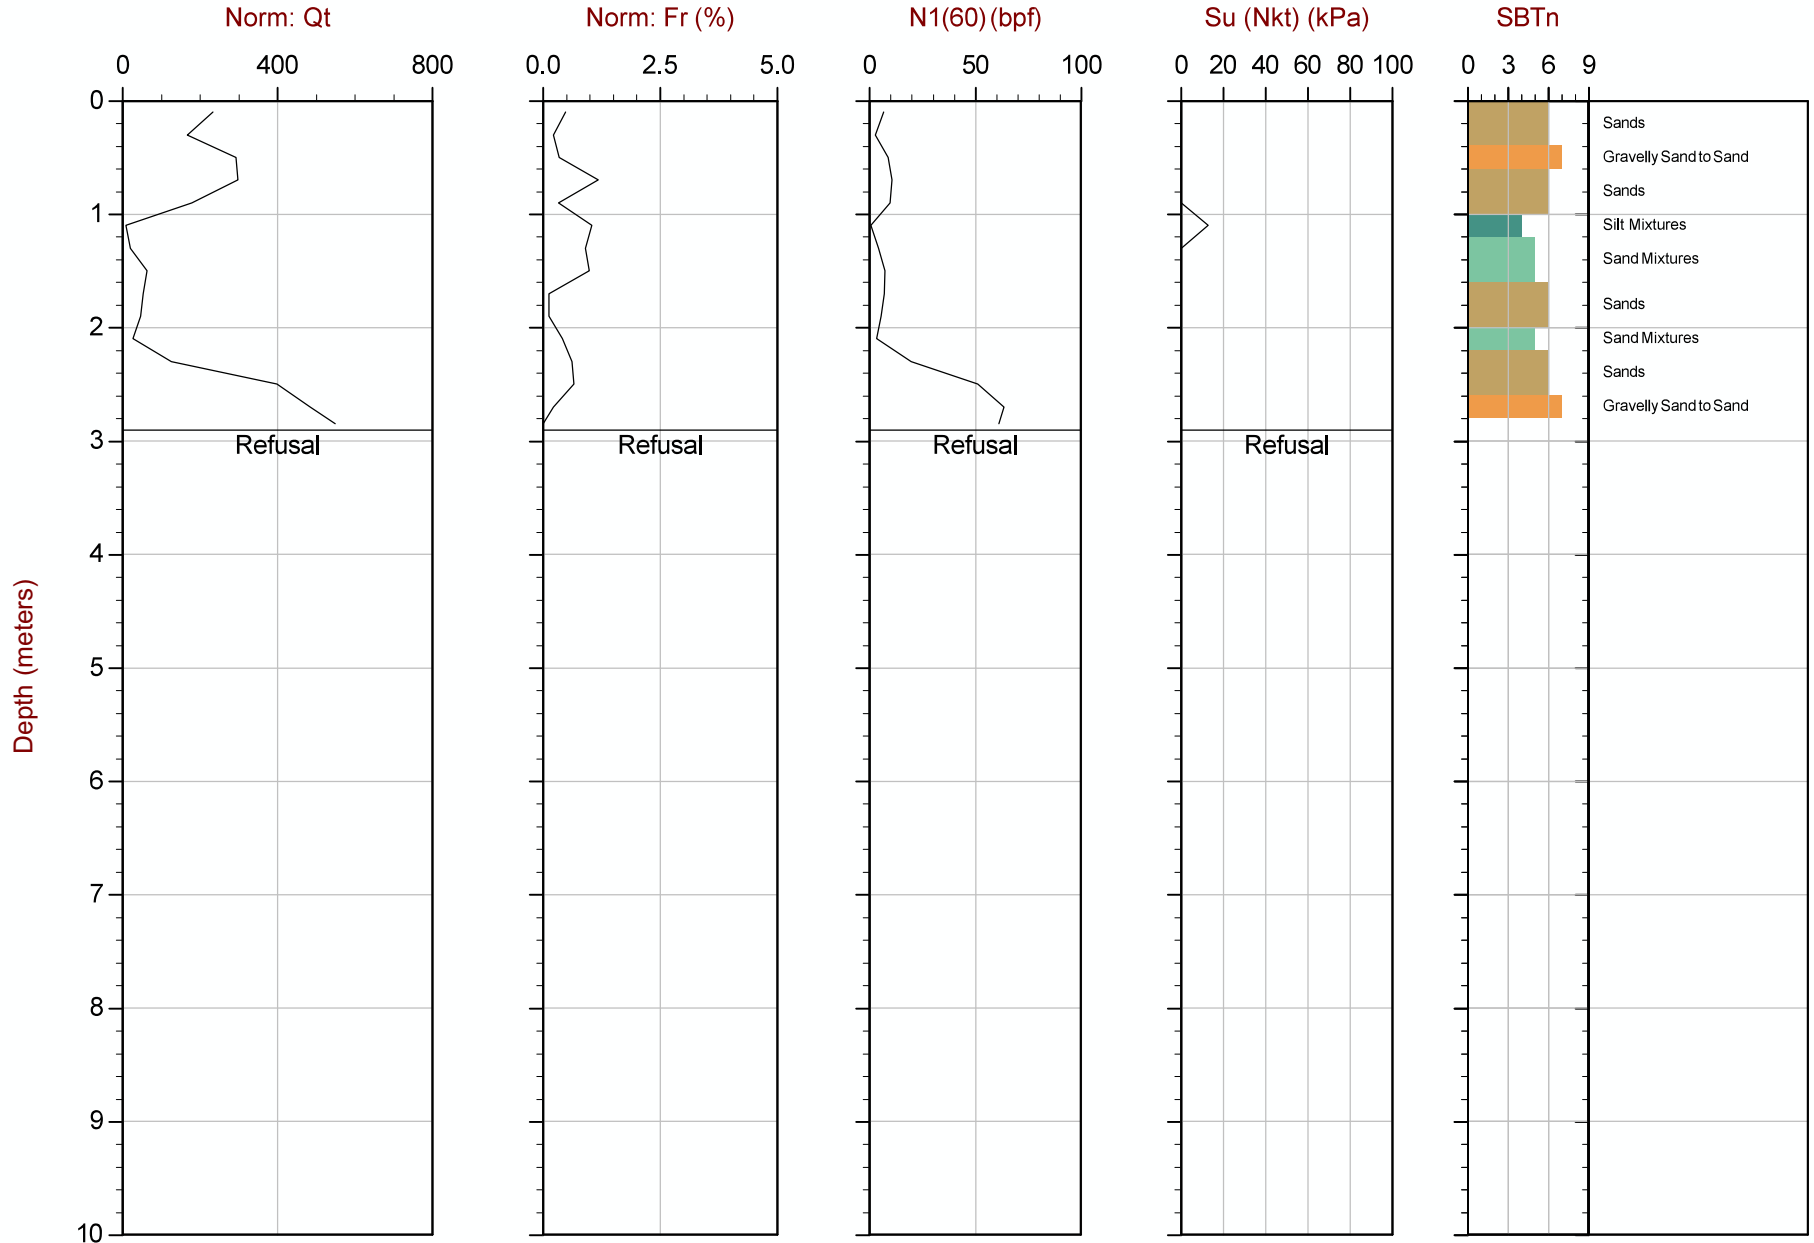 Norm: Qt Norm: Fr (%) N1(60) (bpf) Su (Nkt) (kPa) SBTn
0 400 800 0.0 2.5 5.0 0 50 100 0 20 40 60 80 100 0 3 6 9
0
Sands
Gravelly Sand to Sand
Sands
1
Silt Mixtures
Sand Mixtures
Sands
2
Sand Mixtures
Sands
Gravelly Sand to Sand
3
Refusal Refusal Refusal Refusal
4
5
Depth (meters)
6
7
8
9
10